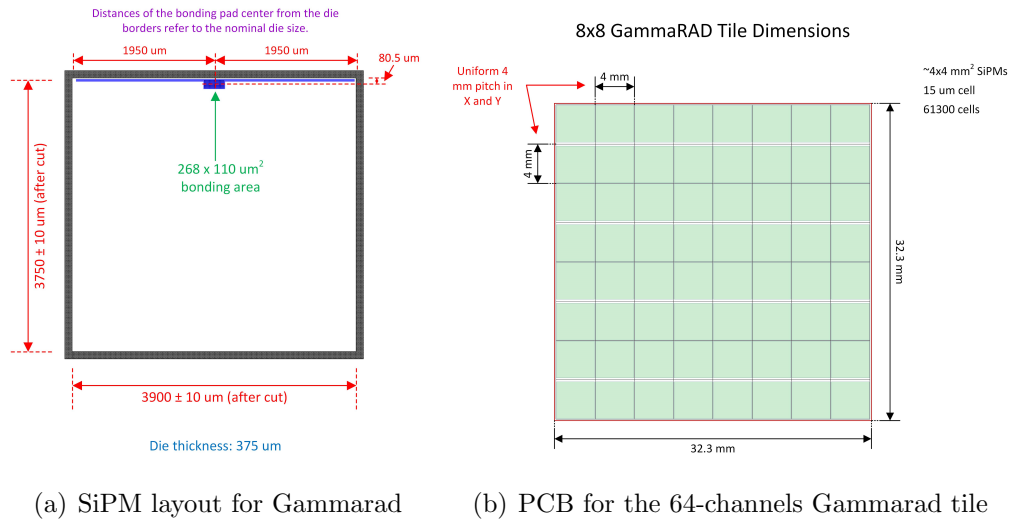 Distances of the bonding pad center from the die
borders refer to the nominal die size.
1950 um
1950 um
80.5 um
268 x 110 um²
bonding area
3750 ± 10 um (after cut)
3900 ± 10 um (after cut)
Die thickness: 375 um
(a) SiPM layout for Gammarad
8x8 GammaRAD Tile Dimensions
Uniform 4
mm pitch in
X and Y
4 mm
4 mm
~4x4 mm² SiPMs
15 um cell
61300 cells
32.3 mm
32.3 mm
(b) PCB for the 64-channels Gammarad tile